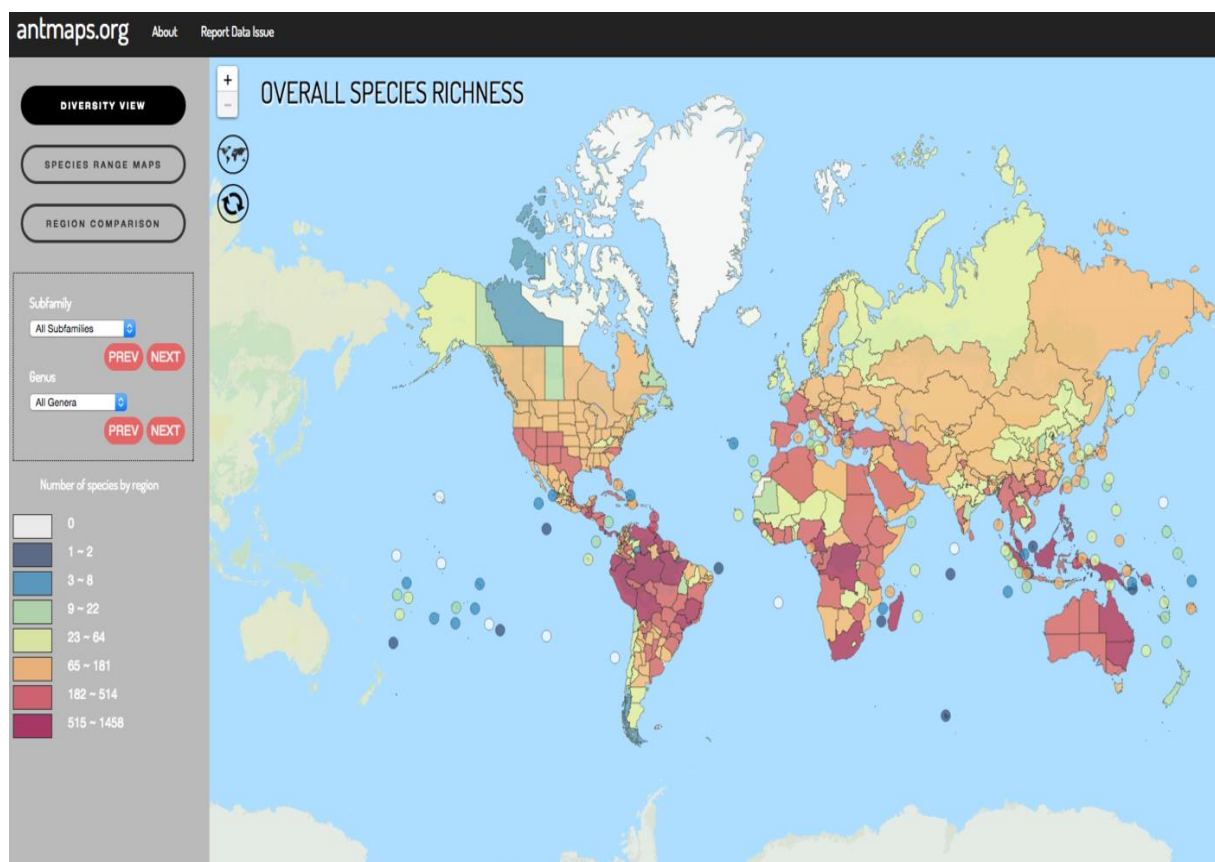 antmaps.org About Report Data Issue
DIVERSITY VIEW
SPECIES RANGE MAPS
REGION COMPARISON
Subfamily
All Subfamilies
PREV NEXT
Genus
All Genera
PREV NEXT
Number of species by region
0
1 ~ 2
3 ~ 8
9 ~ 22
23 ~ 64
65 ~ 181
182 ~ 514
515 ~ 1458
+
−
OVERALL SPECIES RICHNESS